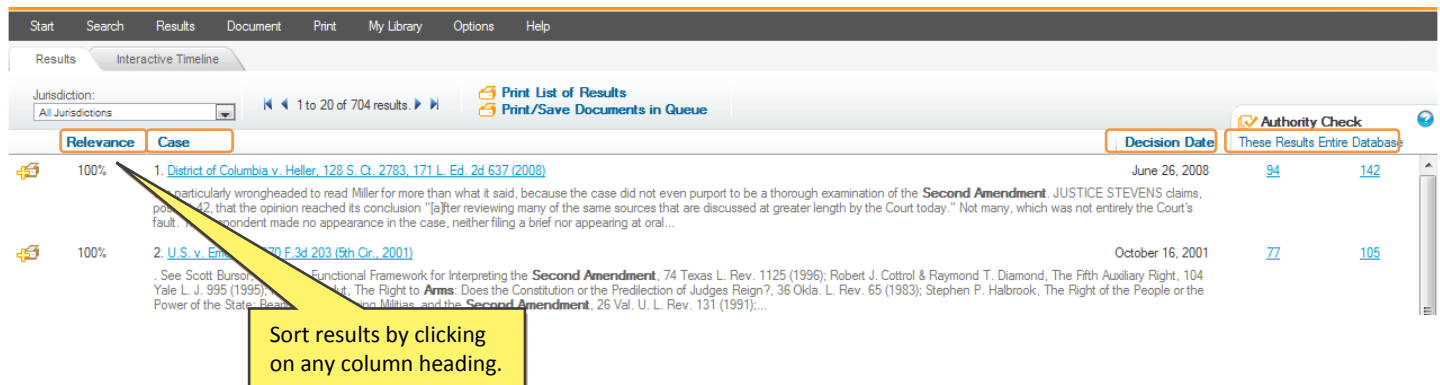 Start Search Results Document Print My Library Options Help
Results Interactive Timeline
Jurisdiction:
All Jurisdictions
1 to 20 of 704 results.
Print List of Results
Print/Save Documents in Queue
Authority Check
Relevance Case Decision Date These Results Entire Database
100% 1. District of Columbia v. Heller, 128 S. Ct. 2783, 171 L. Ed. 2d 637 (2008) June 26, 2008 94 142
particularly wrongheaded to read Miller for more than what it said, because the case did not even purport to be a thorough examination of the Second Amendment. JUSTICE STEVENS claims,
42, that the opinion reached its conclusion "[a]fter reviewing many of the same sources that are discussed at greater length by the Court today." Not many, which was not entirely the Court's
fault. made no appearance in the case, neither filing a brief nor appearing at oral...
100% 2. U.S. v. F.3d 203 (5th Cir., 2001) October 16, 2001 77 105
. See Scott Functional Framework for Interpreting the Second Amendment, 74 Texas L. Rev. 1125 (1996); Robert J. Cottrol & Raymond T. Diamond, The Fifth Auxiliary Right, 104
Yale L. J. 995 (1995); The Right to Arms: Does the Constitution or the Predilection of Judges Reign?, 36 Okla. L. Rev. 65 (1983); Stephen P. Halbrook, The Right of the People or the
Power of the State: Militias, and the Second Amendment, 26 Val. U. L. Rev. 131 (1991);...
Sort results by clicking
on any column heading.